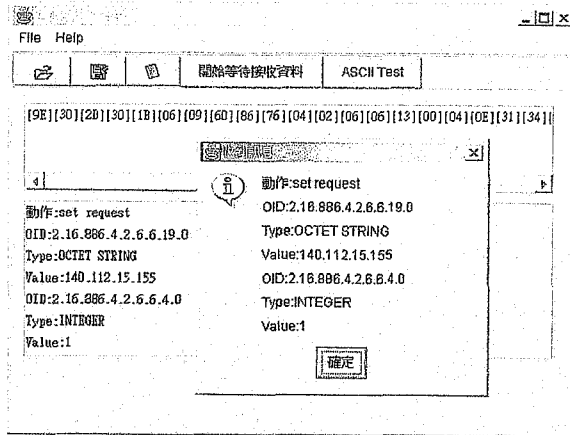 File Help
開始等待接收資料 ASCII Test
[9E][30][2D][30][1B][06][09][60][86][76][04][02][06][06][13][00][04][0E][31][34][
動作:set request
OID:2.16.886.4.2.6.6.19.0
Type:OCTET STRING
Value:140.112.15.155
OID:2.16.886.4.2.6.6.4.0
Type:INTEGER
Value:1
動作:set request
OID:2.16.886.4.2.6.6.19.0
Type:OCTET STRING
Value:140.112.15.155
OID:2.16.886.4.2.6.6.4.0
Type:INTEGER
Value:1
確定